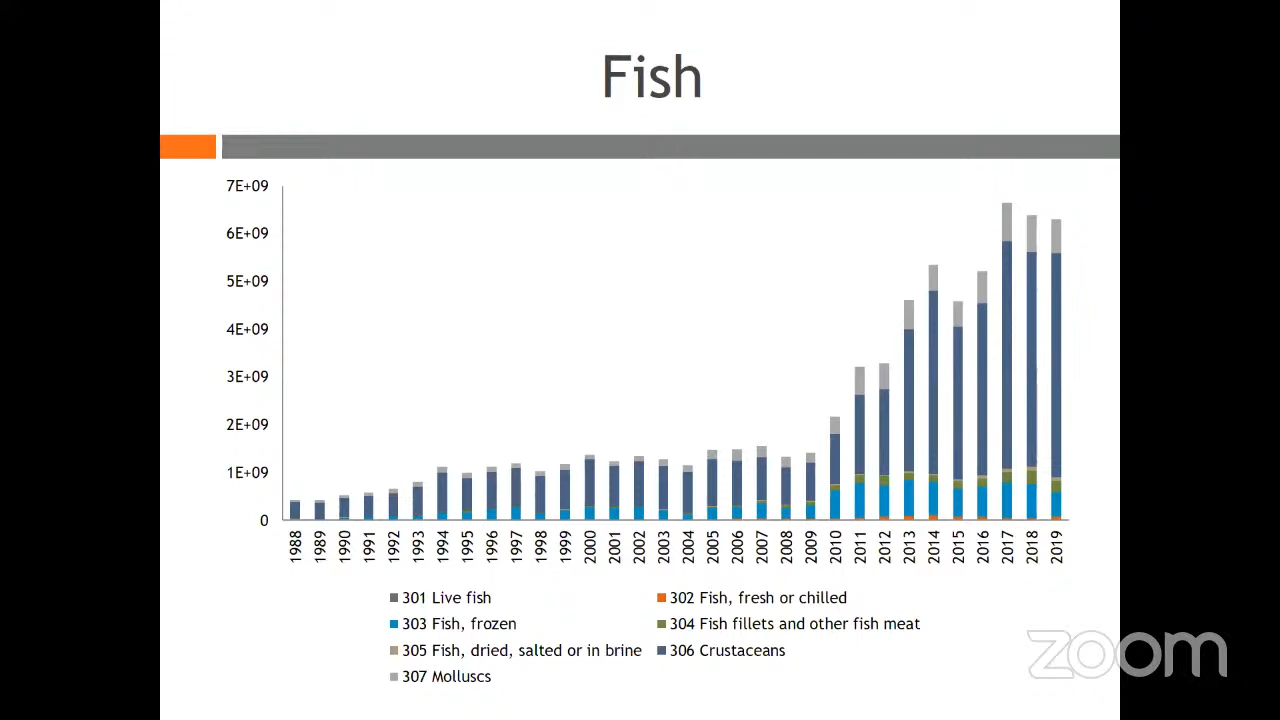 Fish
7E+09
6E+09
5E+09
4E+09
3E+09
2E+09
1E+09
0
1988 1989 1990 1991 1992 1993 1994 1995 1996 1997 1998 1999 2000 2001 2002 2003 2004 2005 2006 2007 2008 2009 2010 2011 2012 2013 2014 2015 2016 2017 2018 2019
301 Live fish 302 Fish, fresh or chilled
303 Fish, frozen 304 Fish fillets and other fish meat
305 Fish, dried, salted or in brine 306 Crustaceans
307 Molluscs
zoom